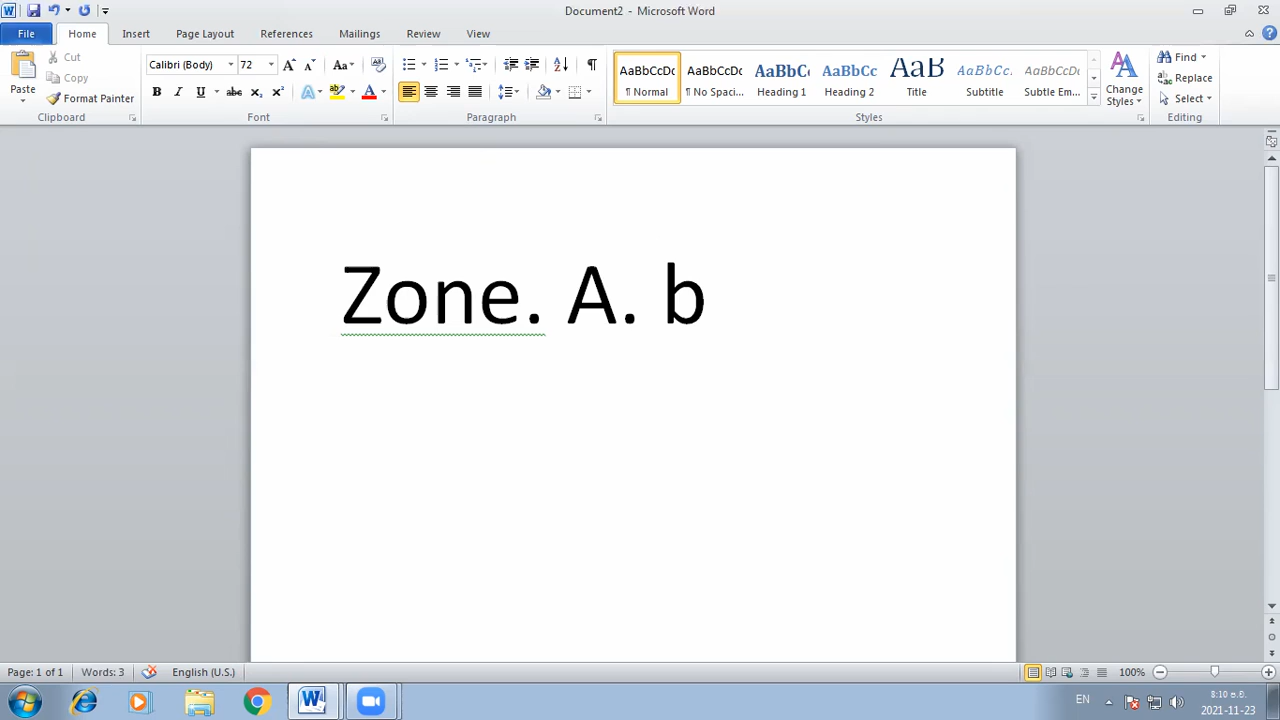 Document2 - Microsoft Word
File Home Insert Page Layout References Mailings Review View
Paste
Cut
Copy
Format Painter
Clipboard
Calibri (Body) 72
Font
Paragraph
AaBbCcDc AaBbCcDc AaBbC AaBbCc AaB AaBbCc. AaBbCcDc
¶ Normal ¶ No Spaci... Heading 1 Heading 2 Title Subtitle Subtle Em...
Styles
Change Styles
Find
Replace
Select
Editing
Zone. A. b
Page: 1 of 1 Words: 3 English (U.S.) 100%
EN
8:10
2021-11-23